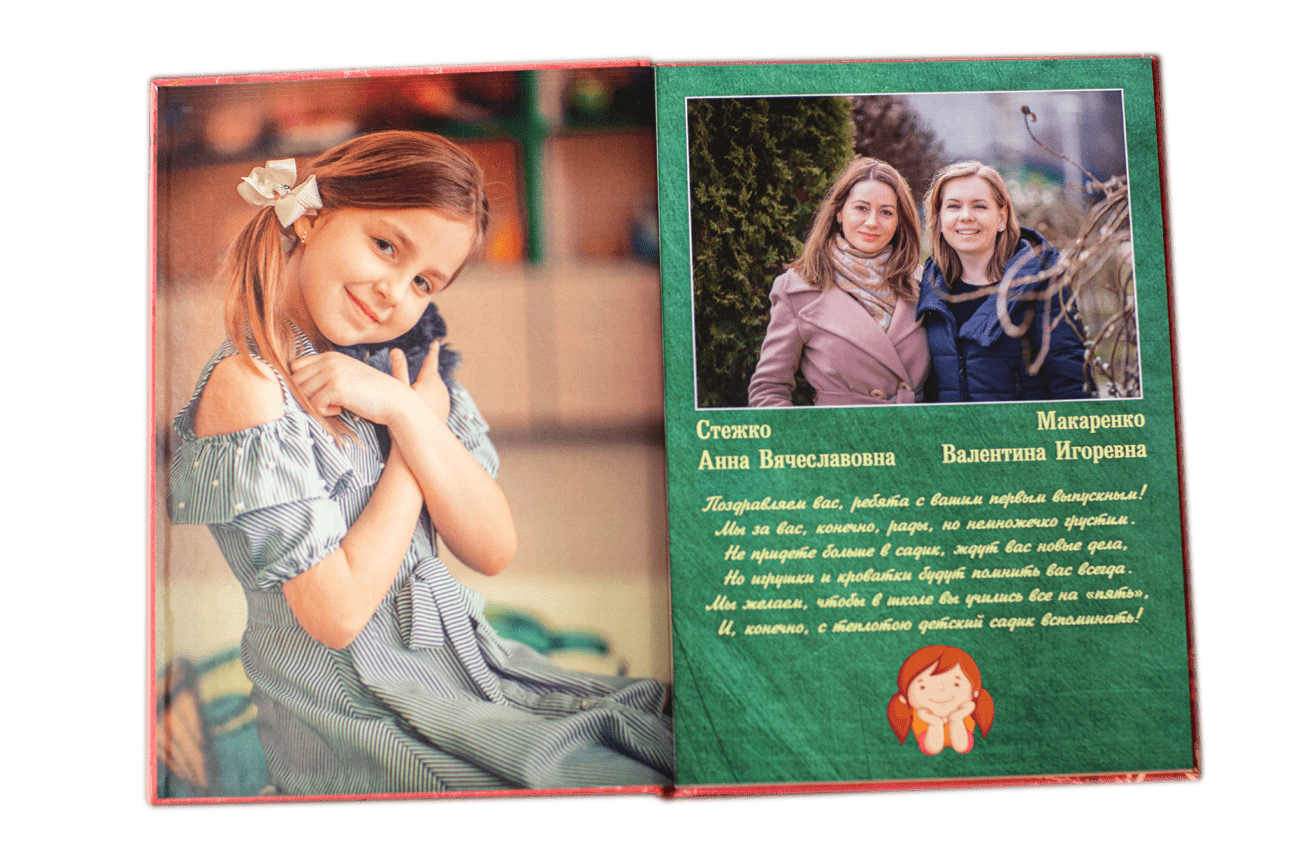 Стежко
Анна Вячеславовна
Макаренко
Валентина Игоревна
Поздравляем вас, ребята с вашим первым выпускным!
Мы за вас, конечно, рады, но немножечко грустим.
Не придете больше в садик, ждут вас новые дела,
Но игрушки и кроватки будут помнить вас всегда.
Мы желаем, чтобы в школе вы учились все на «пять»,
И, конечно, с теплотою детский садик вспоминать!